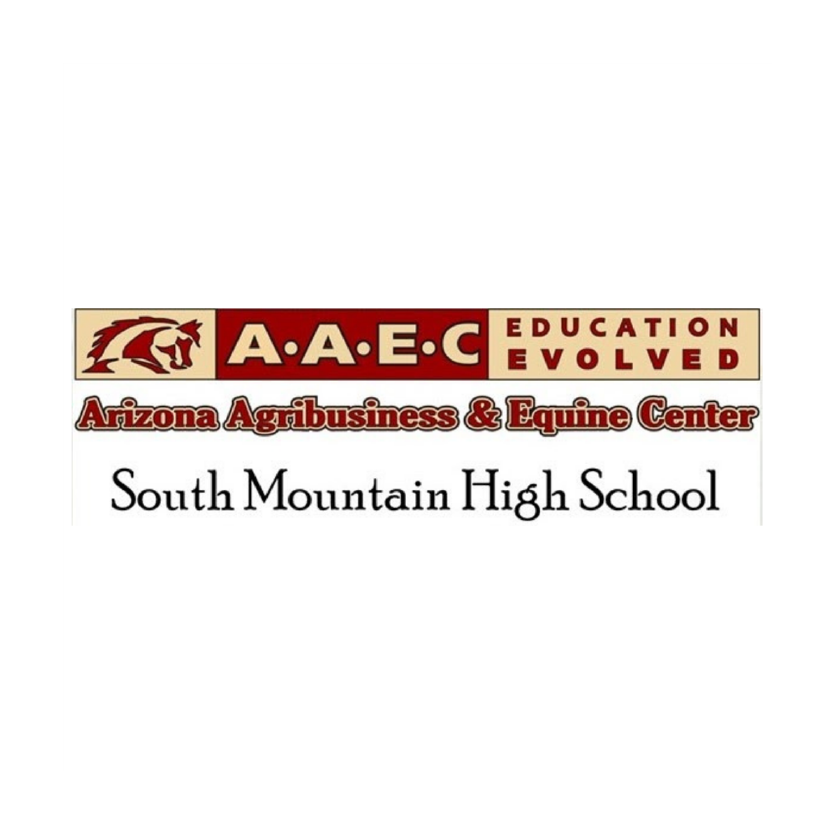 A·A·E·C
EDUCATION
EVOLVED
Arizona Agribusiness & Equine Center
South Mountain High School